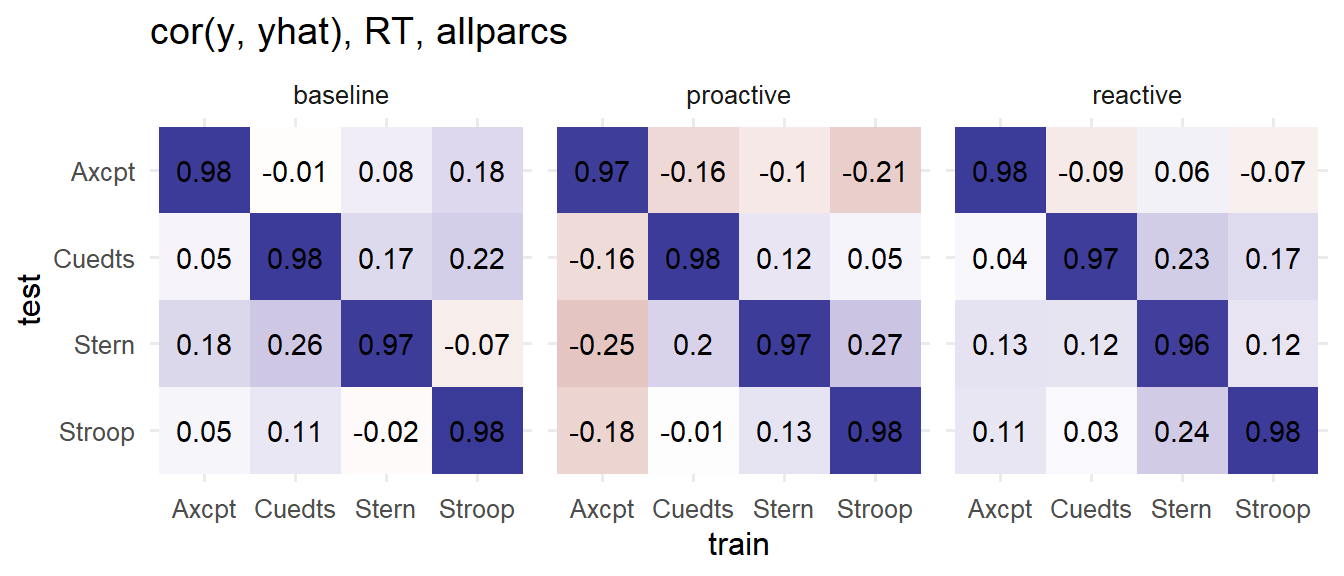 cor(y, yhat), RT, allparcs
baseline proactive reactive
Axcpt 0.98 -0.01 0.08 0.18 0.97 -0.16 -0.1 -0.21 0.98 -0.09 0.06 -0.07
Cuedts 0.05 0.98 0.17 0.22 -0.16 0.98 0.12 0.05 0.04 0.97 0.23 0.17
test
Stern 0.18 0.26 0.97 -0.07 -0.25 0.2 0.97 0.27 0.13 0.12 0.96 0.12
Stroop 0.05 0.11 -0.02 0.98 -0.18 -0.01 0.13 0.98 0.11 0.03 0.24 0.98
Axcpt Cuedts Stern Stroop Axcpt Cuedts Stern Stroop Axcpt Cuedts Stern Stroop
train